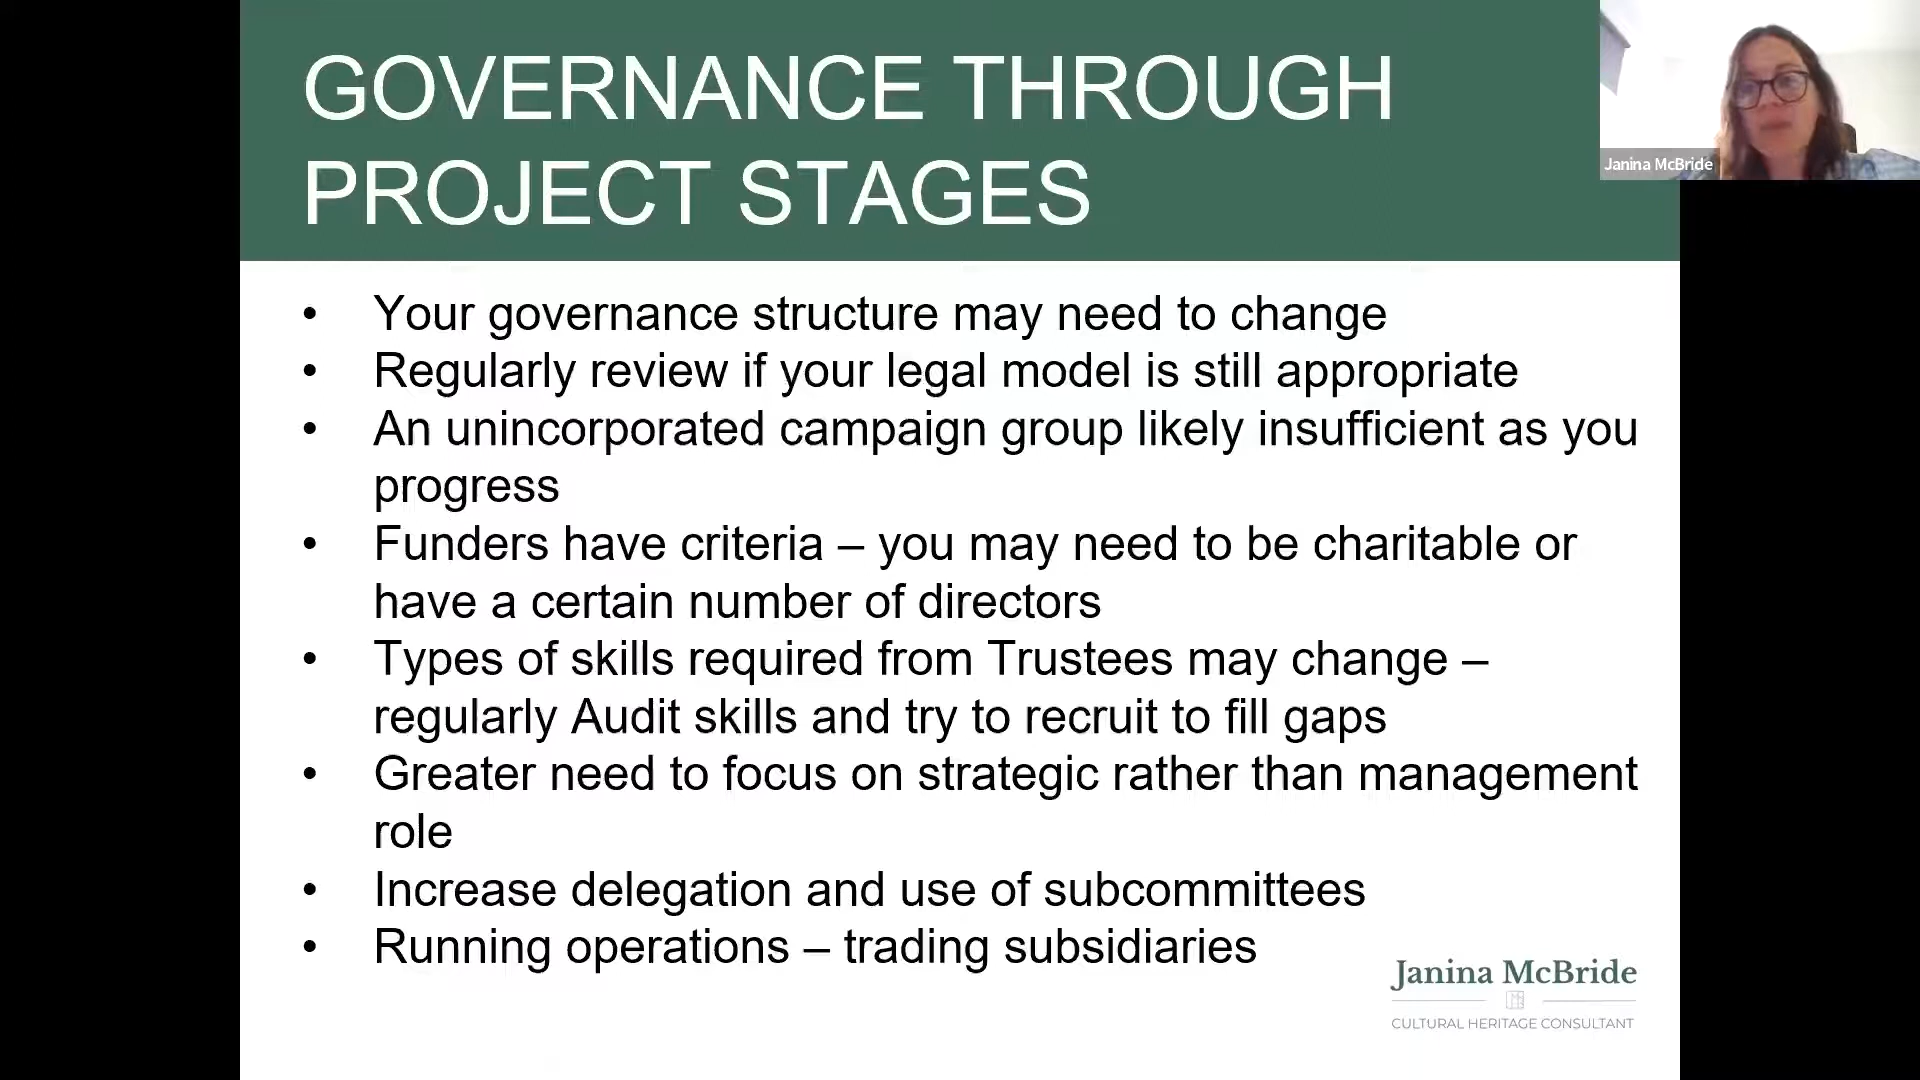 GOVERNANCE THROUGH
PROJECT STAGES
Janina McBride
• Your governance structure may need to change
• Regularly review if your legal model is still appropriate
• An unincorporated campaign group likely insufficient as you
progress
• Funders have criteria – you may need to be charitable or
have a certain number of directors
• Types of skills required from Trustees may change –
regularly Audit skills and try to recruit to fill gaps
• Greater need to focus on strategic rather than management
role
• Increase delegation and use of subcommittees
• Running operations – trading subsidiaries
Janina McBride
CULTURAL HERITAGE CONSULTANT